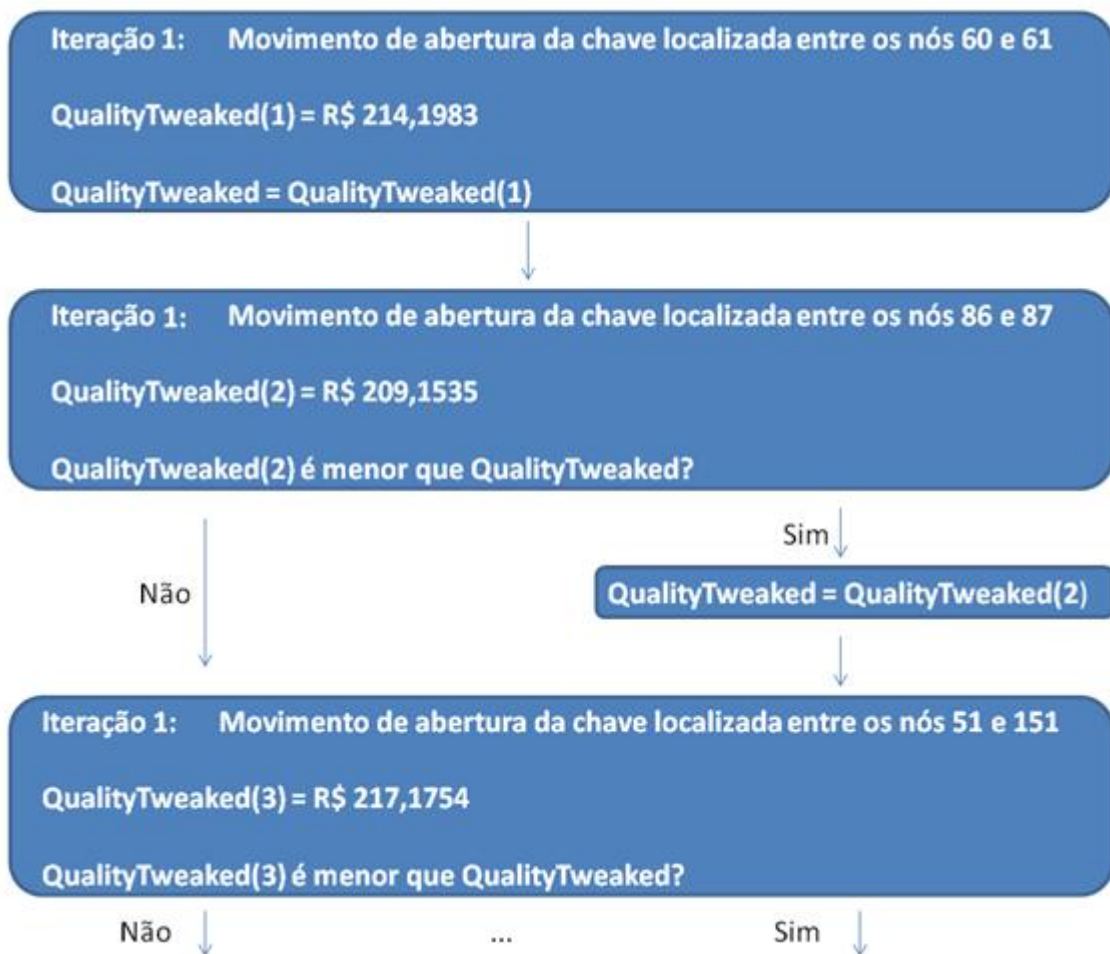 Iteração 1: Movimento de abertura da chave localizada entre os nós 60 e 61
QualityTweaked(1) = R$ 214,1983
QualityTweaked = QualityTweaked(1)
Iteração 1: Movimento de abertura da chave localizada entre os nós 86 e 87
QualityTweaked(2) = R$ 209,1535
QualityTweaked(2) é menor que QualityTweaked?
Sim
Não
QualityTweaked = QualityTweaked(2)
Iteração 1: Movimento de abertura da chave localizada entre os nós 51 e 151
QualityTweaked(3) = R$ 217,1754
QualityTweaked(3) é menor que QualityTweaked?
Não ... Sim